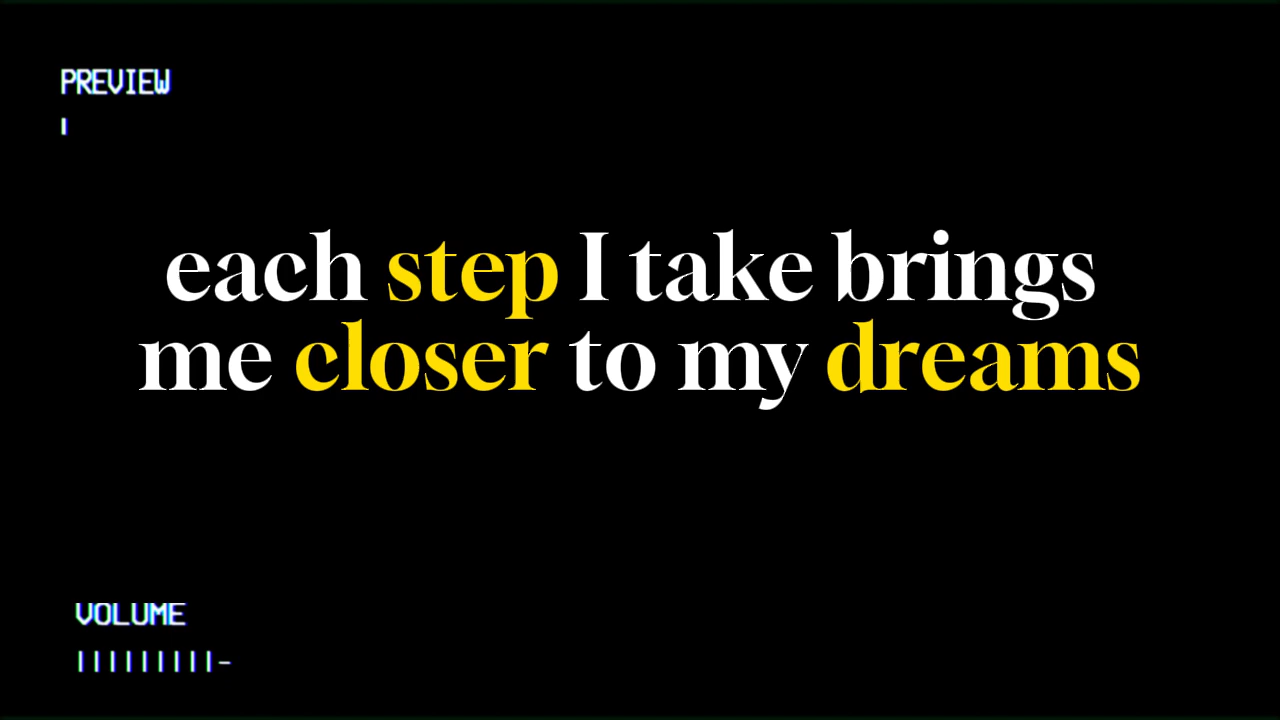 PREVIEW
each step I take brings
me closer to my dreams
VOLUME
|||||||||-